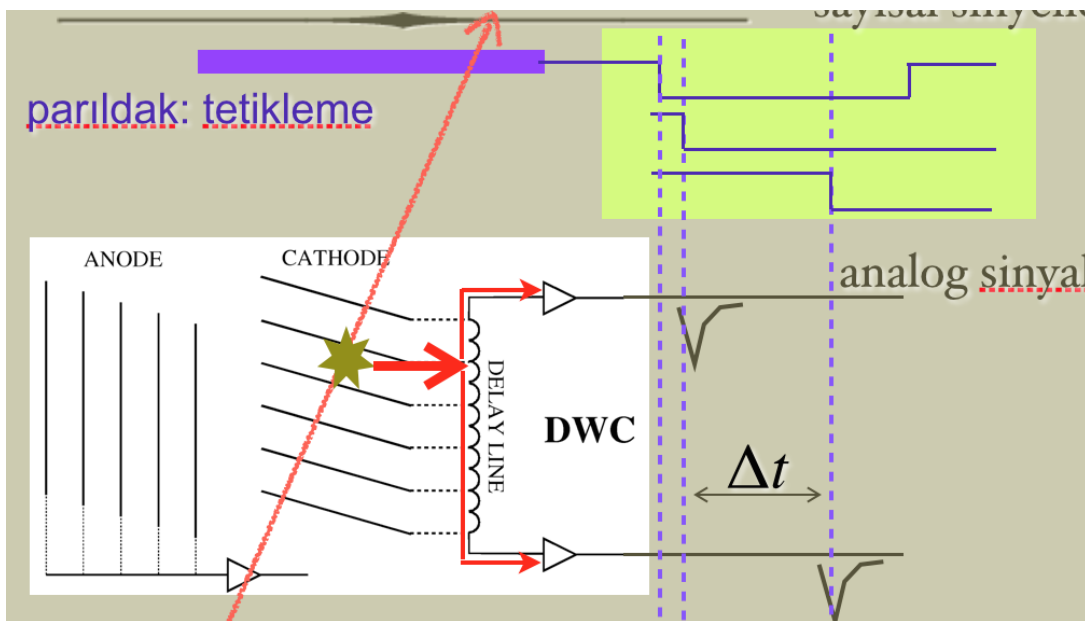 parıldak: tetikleme
ANODE
CATHODE
analog sinyal
DELAY LINE
DWC
Δt